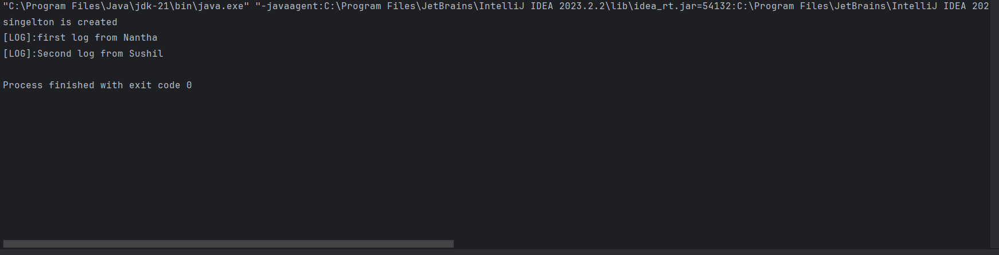 "C:\Program Files\Java\jdk-21\bin\java.exe" "-javaagent:C:\Program Files\JetBrains\IntelliJ IDEA 2023.2.2\lib\idea_rt.jar=54132:C:\Program Files\JetBrains\IntelliJ IDEA 202
singelton is created
[LOG]:first log from Nantha
[LOG]:Second log from Sushil
Process finished with exit code 0